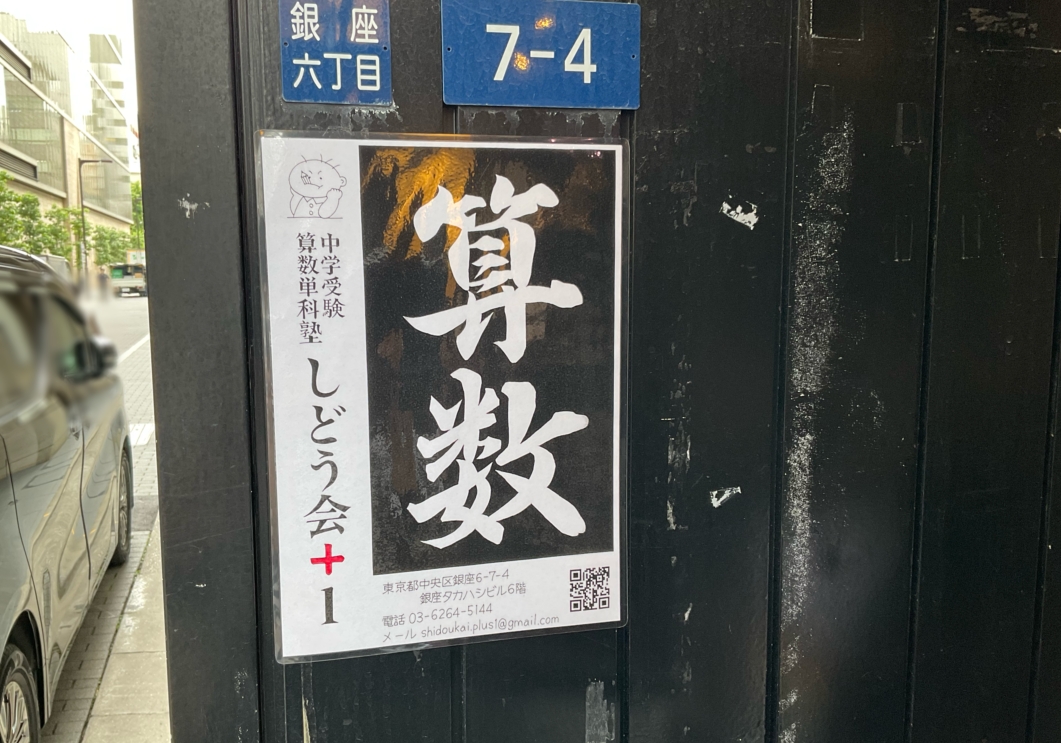 銀座
六丁目
7-4
算数
中学受験
算数単科塾
しどう会+1
東京都中央区銀座6-7-4
銀座タカハシビル6階
電話 03-6264-5144
メール shidoukai.plus1@gmail.com